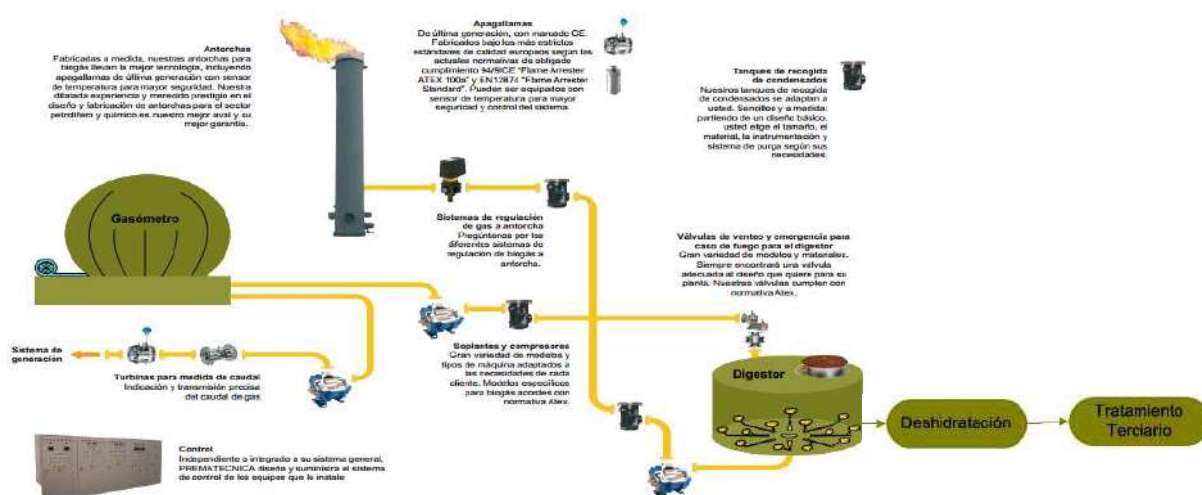 Antorchas
Fabricadas a medida, nuestras antorchas para
biogás llevan la mejor tecnología, incluyendo
apagallamas de última generación con sensor
de temperatura para mayor seguridad. Nuestra
dilatada experiencia y merecido prestigio en el
diseño y fabricación de antorchas para el sector
petrolífero y químico es nuestro mejor aval y su
mejor garantía.
Apagallamas
De última generación, con marcado CE.
Fabricados bajo los más estrictos
estándares de calidad europeos según las
actuales normativas de obligado
cumplimiento 94/9/CE "Flame Arrester
ATEX 100a" y EN12874 "Flame Arrester
Standard". Pueden ser equipados con
sensor de temperatura para mayor
seguridad y control del sistema
Tanques de recogida
de condensados
Nuestros tanques de recogida
de condensados se adaptan a
usted. Sencillos y a medida:
partiendo de un diseño básico,
usted elige el tamaño, el
material, la instrumentación y
sistema de purga según sus
necesidades.
Gasómetro
Sistemas de regulación
de gas a antorcha
Pregúntenos por los
diferentes sistemas de
regulación de biogás a
antorcha.
Válvulas de venteo y emergencia para
caso de fuego para el digestor
Gran variedad de modelos y materiales.
Siempre encontrará una válvula
adecuada al diseño que quiere para su
planta. Nuestras válvulas cumplen con
normativa Atex.
Sistema de
generación
Turbinas para medida de caudal
Indicación y transmisión precisa
del caudal de gas
Soplantes y compresores
Gran variedad de modelos y
tipos de máquina adaptados a
las necesidades de cada
cliente. Modelos específicos
para biogás acordes con
normativa Atex.
Digestor
Deshidratación
Tratamiento
Terciario
Control
Independiente o integrado a su sistema general,
PREMATECNICA diseña y suministra el sistema
de control de los equipos que le instale